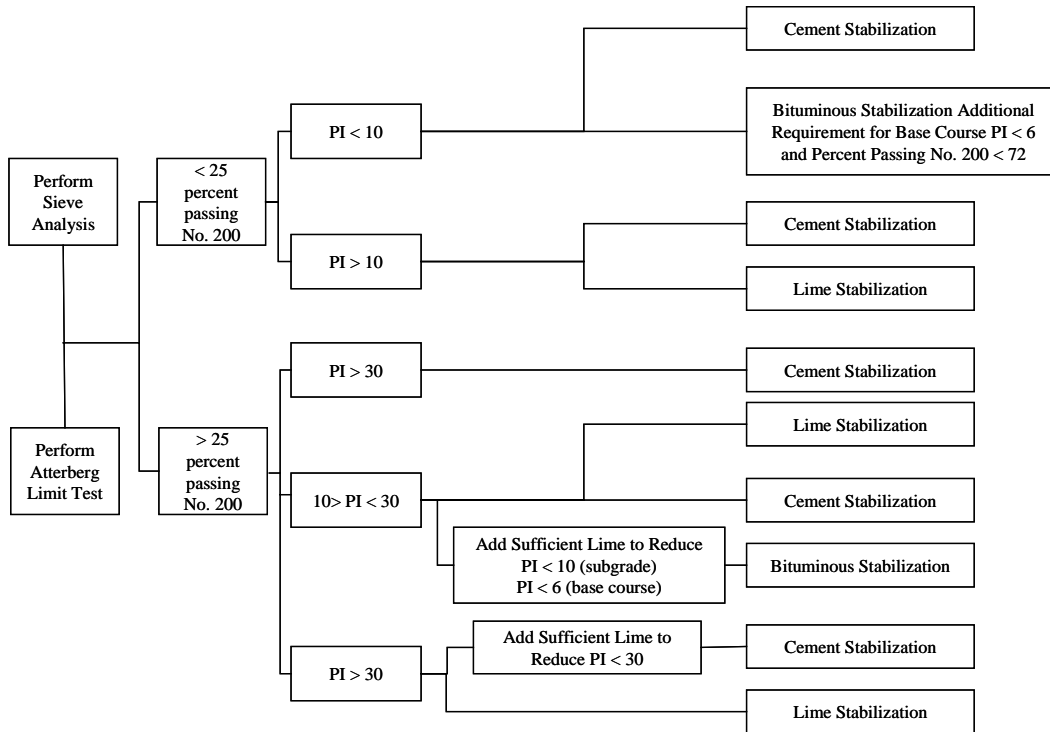 Perform
Sieve
Analysis
Perform
Atterberg
Limit Test
< 25
percent
passing
No. 200
> 25
percent
passing
No. 200
PI < 10
PI > 10
PI > 30
10> PI < 30
PI > 30
Add Sufficient Lime to Reduce
PI < 10 (subgrade)
PI < 6 (base course)
Add Sufficient Lime to
Reduce PI < 30
Cement Stabilization
Bituminous Stabilization Additional
Requirement for Base Course PI < 6
and Percent Passing No. 200 < 72
Cement Stabilization
Lime Stabilization
Cement Stabilization
Lime Stabilization
Cement Stabilization
Bituminous Stabilization
Cement Stabilization
Lime Stabilization